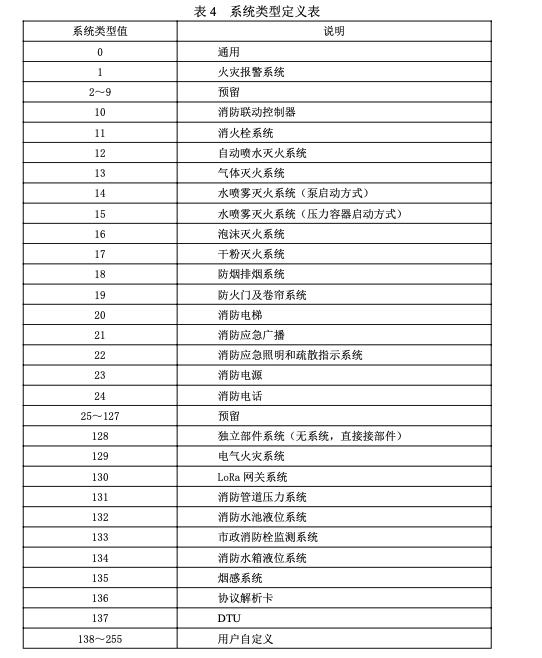 表 4 系统类型定义表
系统类型值 说明
0 通用
1 火灾报警系统
2～9 预留
10 消防联动控制器
11 消火栓系统
12 自动喷水灭火系统
13 气体灭火系统
14 水喷雾灭火系统（泵启动方式）
15 水喷雾灭火系统（压力容器启动方式）
16 泡沫灭火系统
17 干粉灭火系统
18 防烟排烟系统
19 防火门及卷帘系统
20 消防电梯
21 消防应急广播
22 消防应急照明和疏散指示系统
23 消防电源
24 消防电话
25～127 预留
128 独立部件系统（无系统，直接接部件）
129 电气火灾系统
130 LoRa 网关系统
131 消防管道压力系统
132 消防水池液位系统
133 市政消防栓监测系统
134 消防水箱液位系统
135 烟感系统
136 协议解析卡
137 DTU
138～255 用户自定义